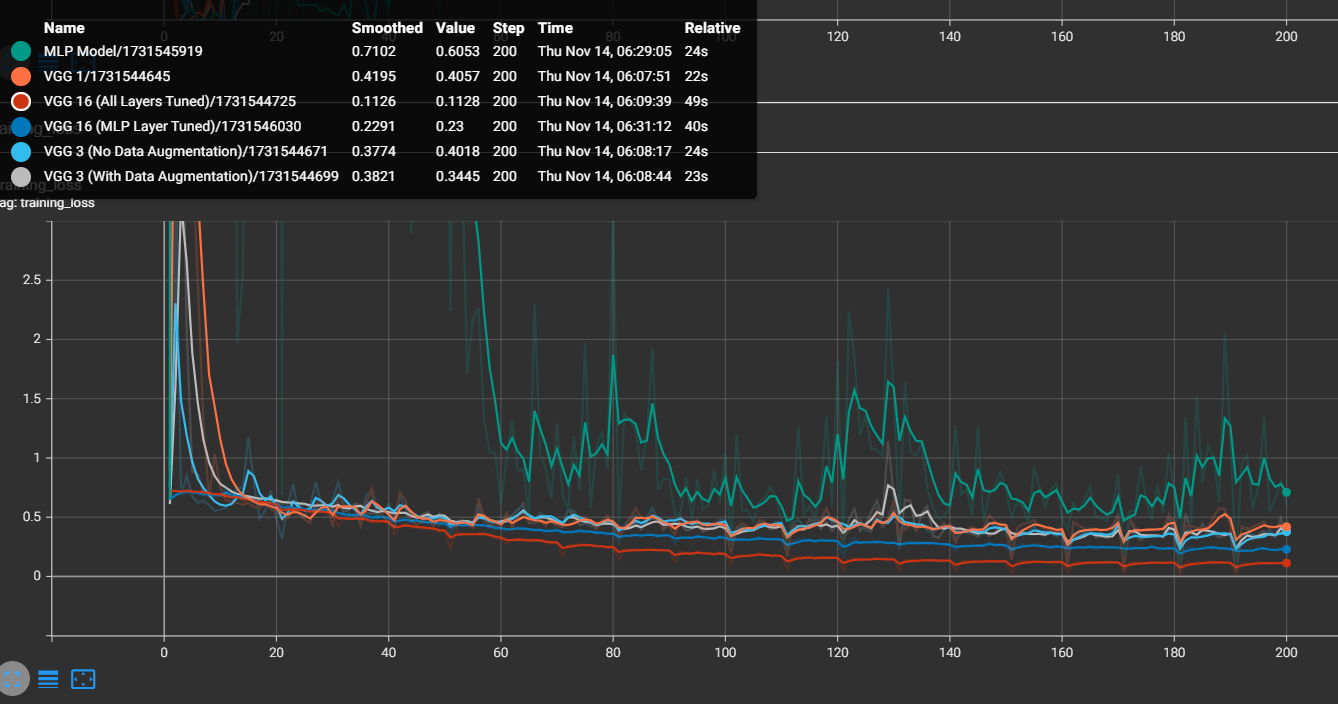 Name Smoothed Value Step Time Relative
MLP Model/1731545919 0.7102 0.6053 200 Thu Nov 14, 06:29:05 24s
VGG 1/1731544645 0.4195 0.4057 200 Thu Nov 14, 06:07:51 22s
VGG 16 (All Layers Tuned)/1731544725 0.1126 0.1128 200 Thu Nov 14, 06:09:39 49s
VGG 16 (MLP Layer Tuned)/1731546030 0.2291 0.23 200 Thu Nov 14, 06:31:12 40s
VGG 3 (No Data Augmentation)/1731544671 0.3774 0.4018 200 Thu Nov 14, 06:08:17 24s
VGG 3 (With Data Augmentation)/1731544699 0.3821 0.3445 200 Thu Nov 14, 06:08:44 23s
0 20 40 60 80 100 120 140 160 180 200
training_loss
ag: training_loss
2.5
2
1.5
1
0.5
0
0 20 40 60 80 100 120 140 160 180 200